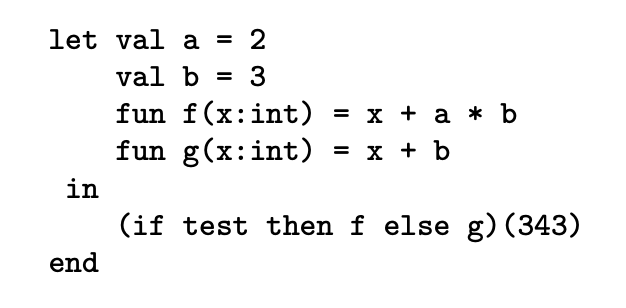 let val a = 2
    val b = 3
    fun f(x:int) = x + a * b
    fun g(x:int) = x + b
 in
    (if test then f else g)(343)
end